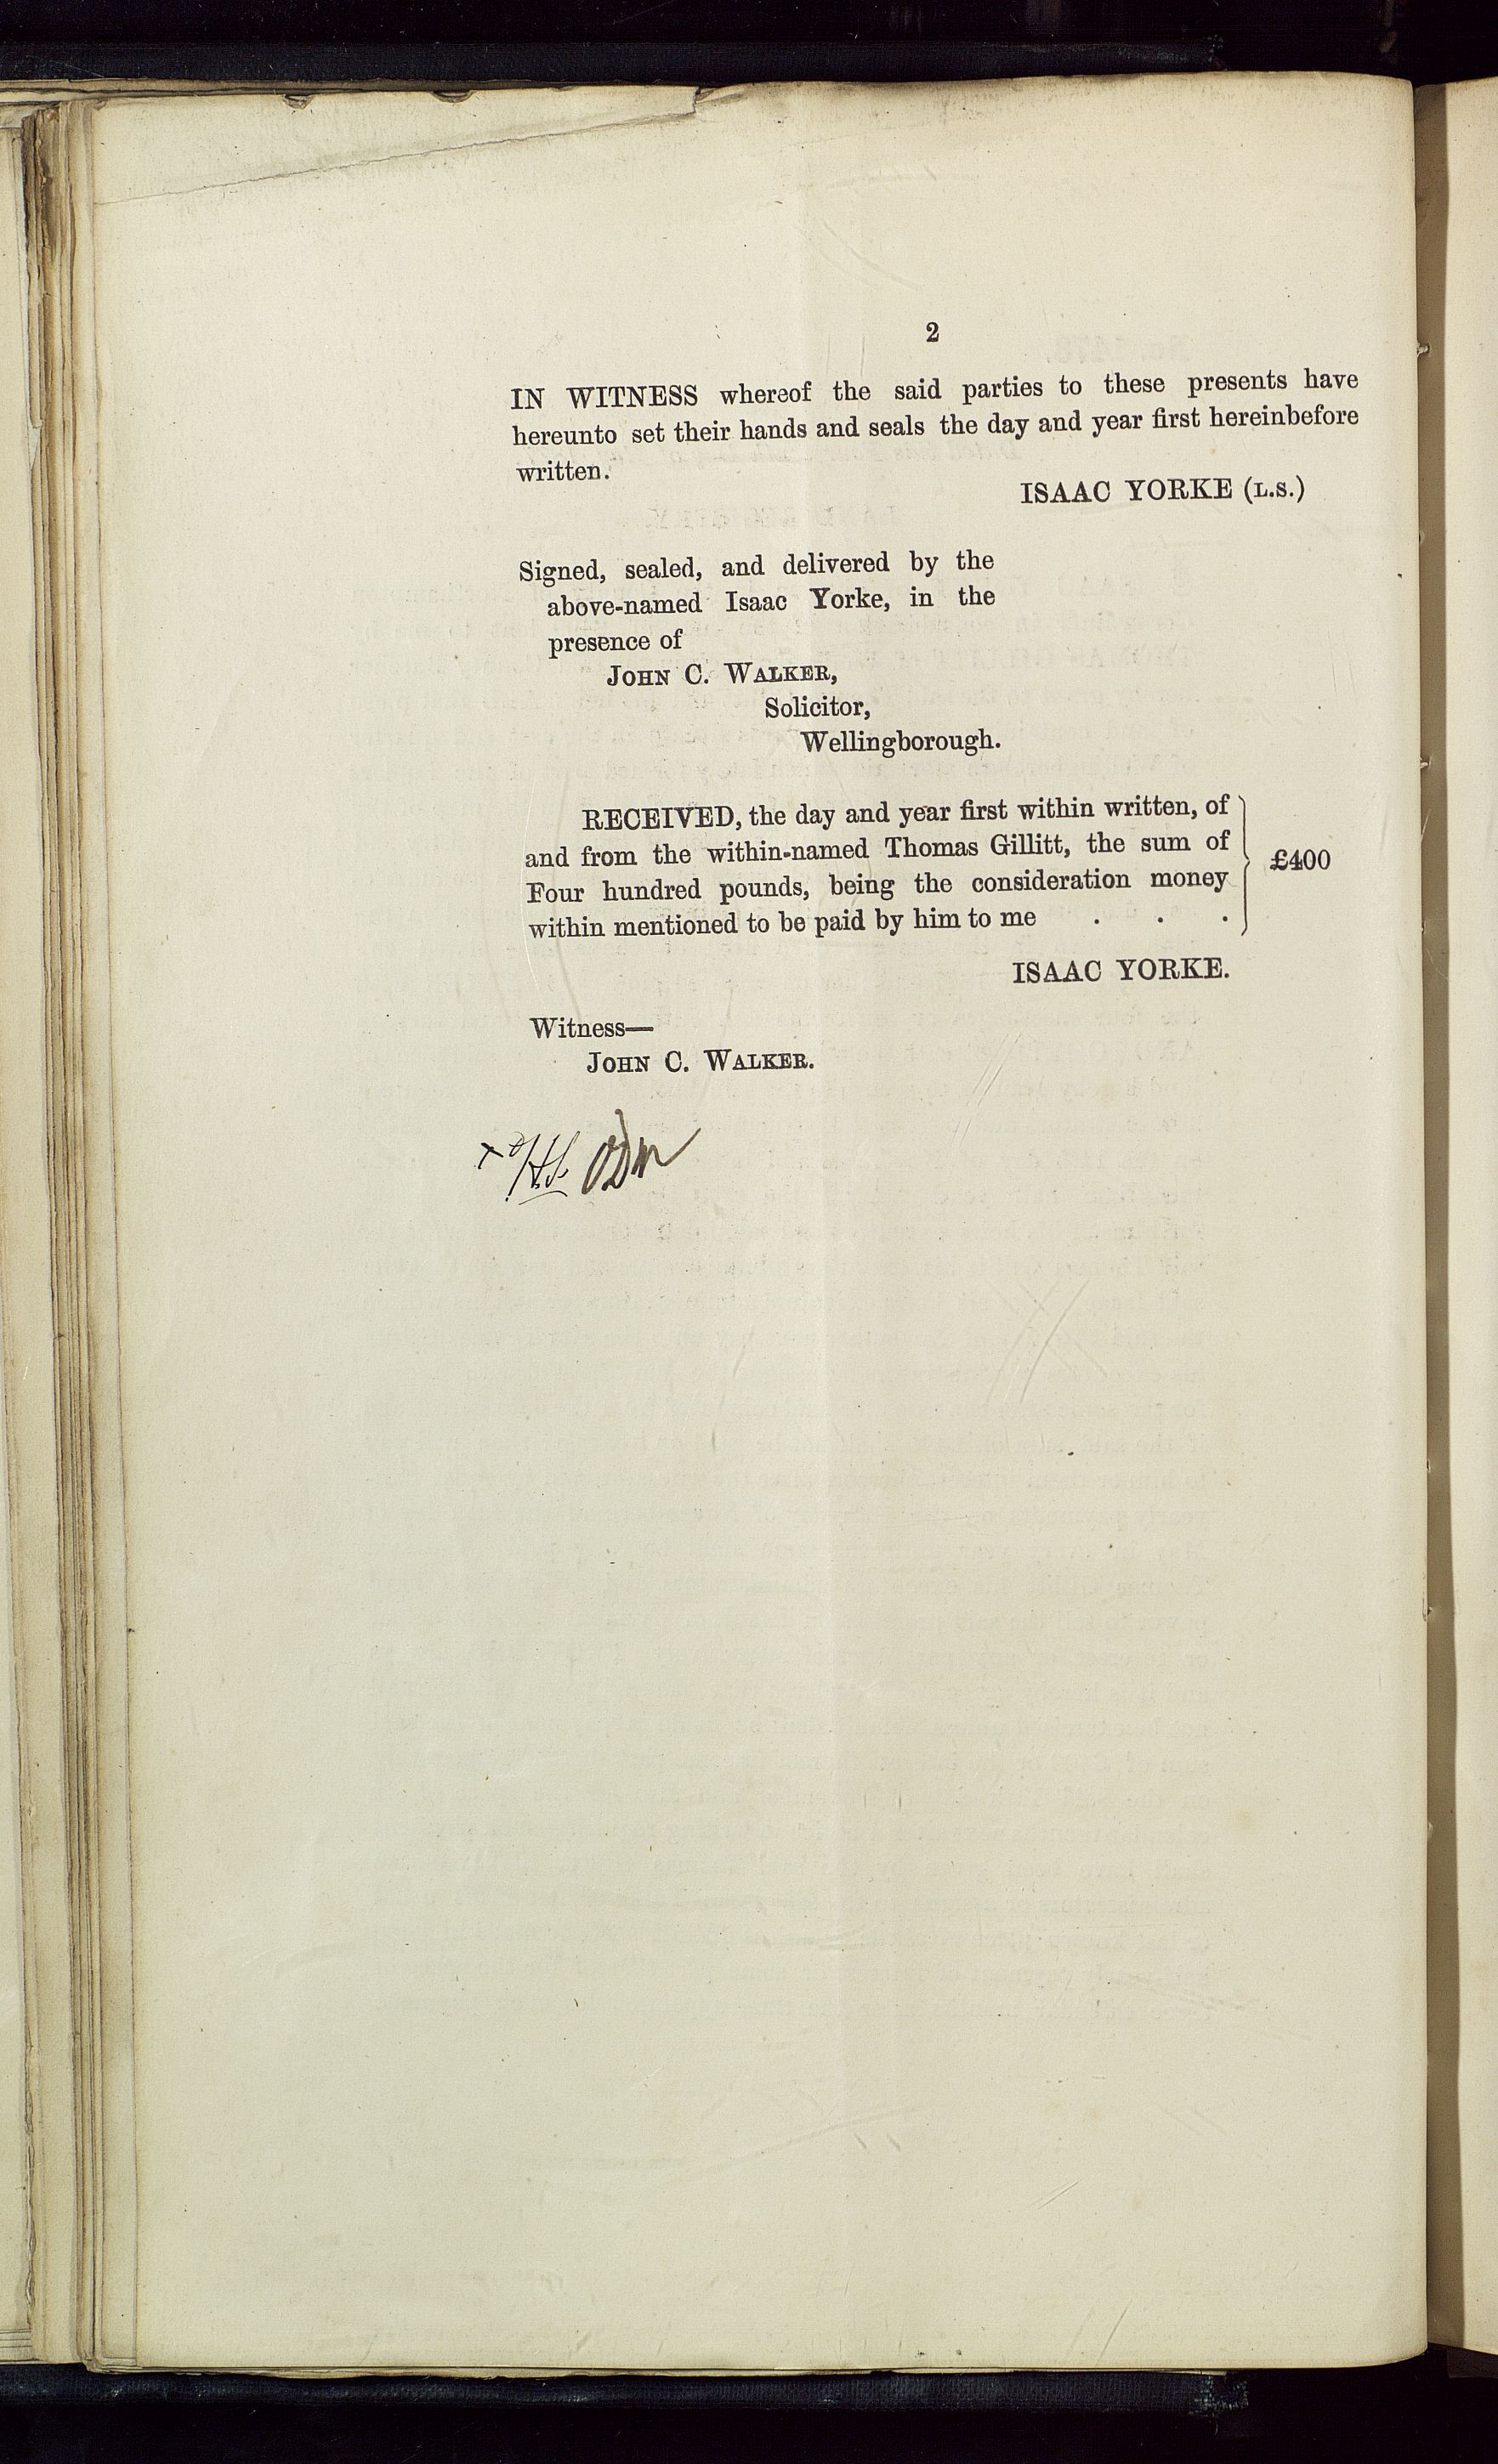 2
IN WITNESS whereof the said parties to these presents have
hereunto set their hands and seals the day and year first hereinbefore
written.
ISAAC YORKE (L.S.)
Signed, sealed, and delivered by the
above-named Isaac Yorke, in the
presence of
JOHN C. WALKER,
Solicitor,
Wellingborough.
RECEIVED, the day and year first within written, of
and from the within-named Thomas Gillitt, the sum of
Four hundred pounds, being the consideration money
within mentioned to be paid by him to me . . .
£400
ISAAC YORKE.
Witness—
JOHN C. WALKER.